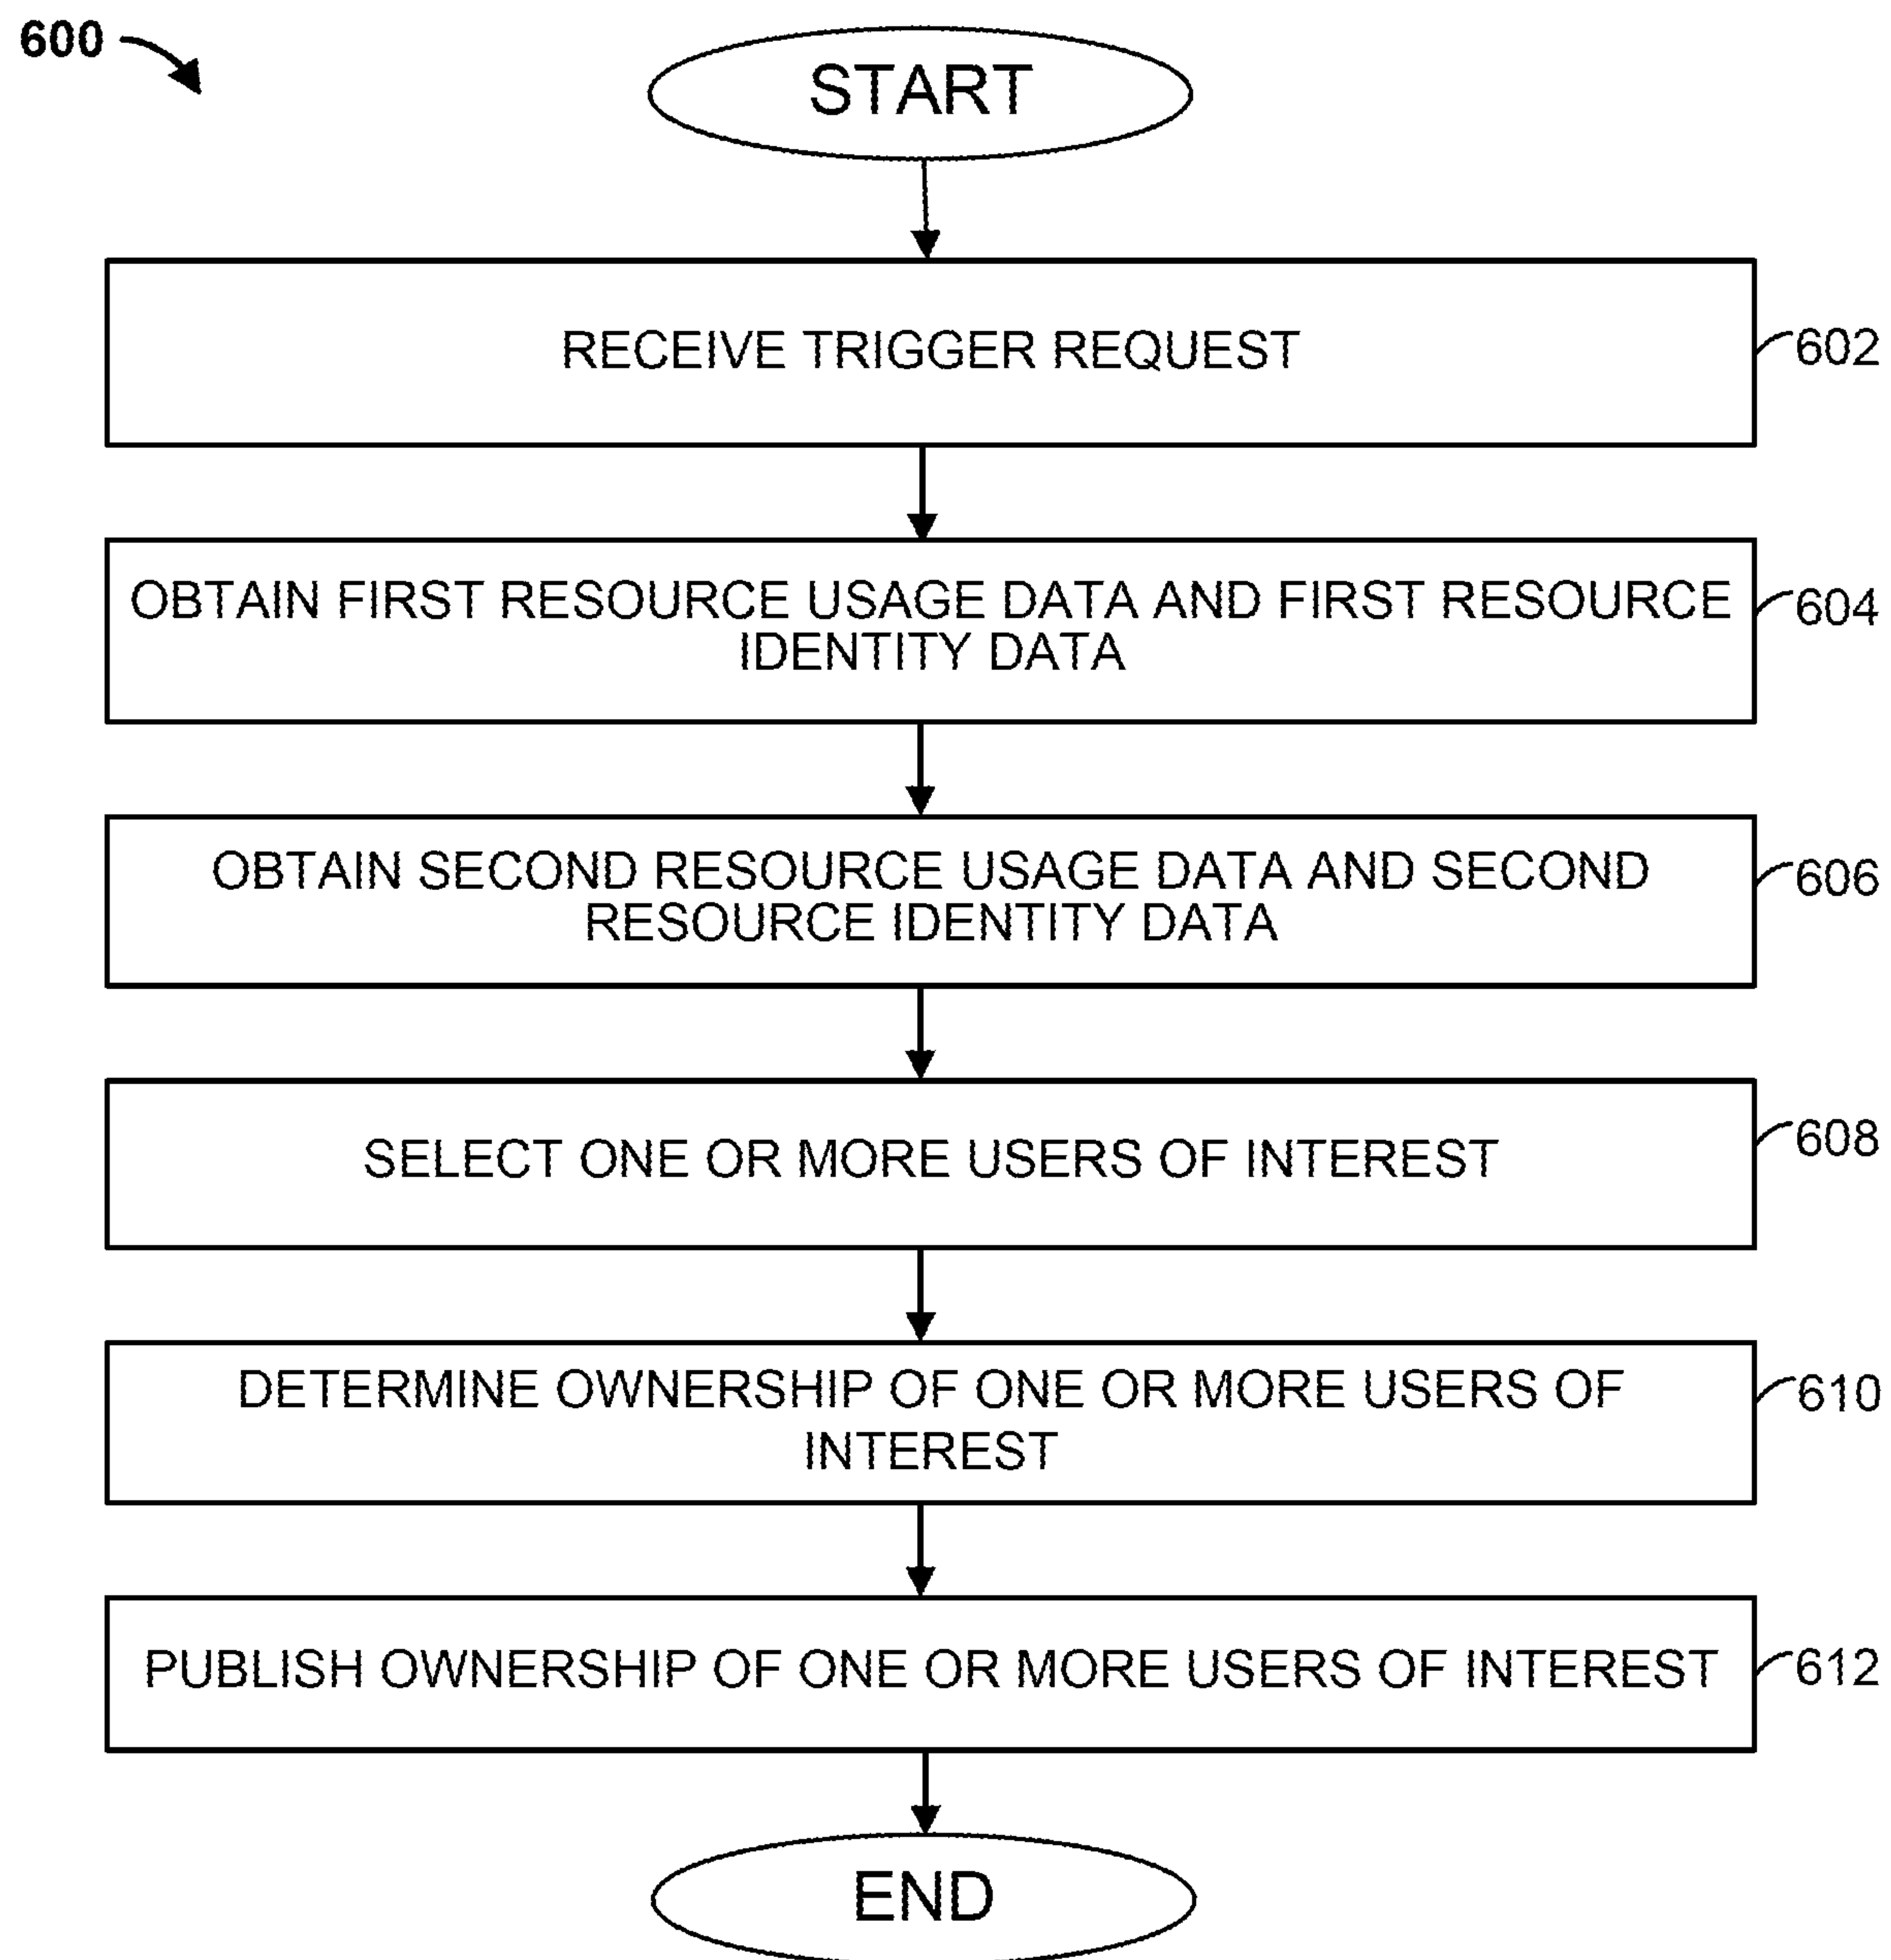 600
START
RECEIVE TRIGGER REQUEST
602
OBTAIN FIRST RESOURCE USAGE DATA AND FIRST RESOURCE
IDENTITY DATA
604
OBTAIN SECOND RESOURCE USAGE DATA AND SECOND
RESOURCE IDENTITY DATA
606
SELECT ONE OR MORE USERS OF INTEREST
608
DETERMINE OWNERSHIP OF ONE OR MORE USERS OF
INTEREST
610
PUBLISH OWNERSHIP OF ONE OR MORE USERS OF INTEREST
612
END